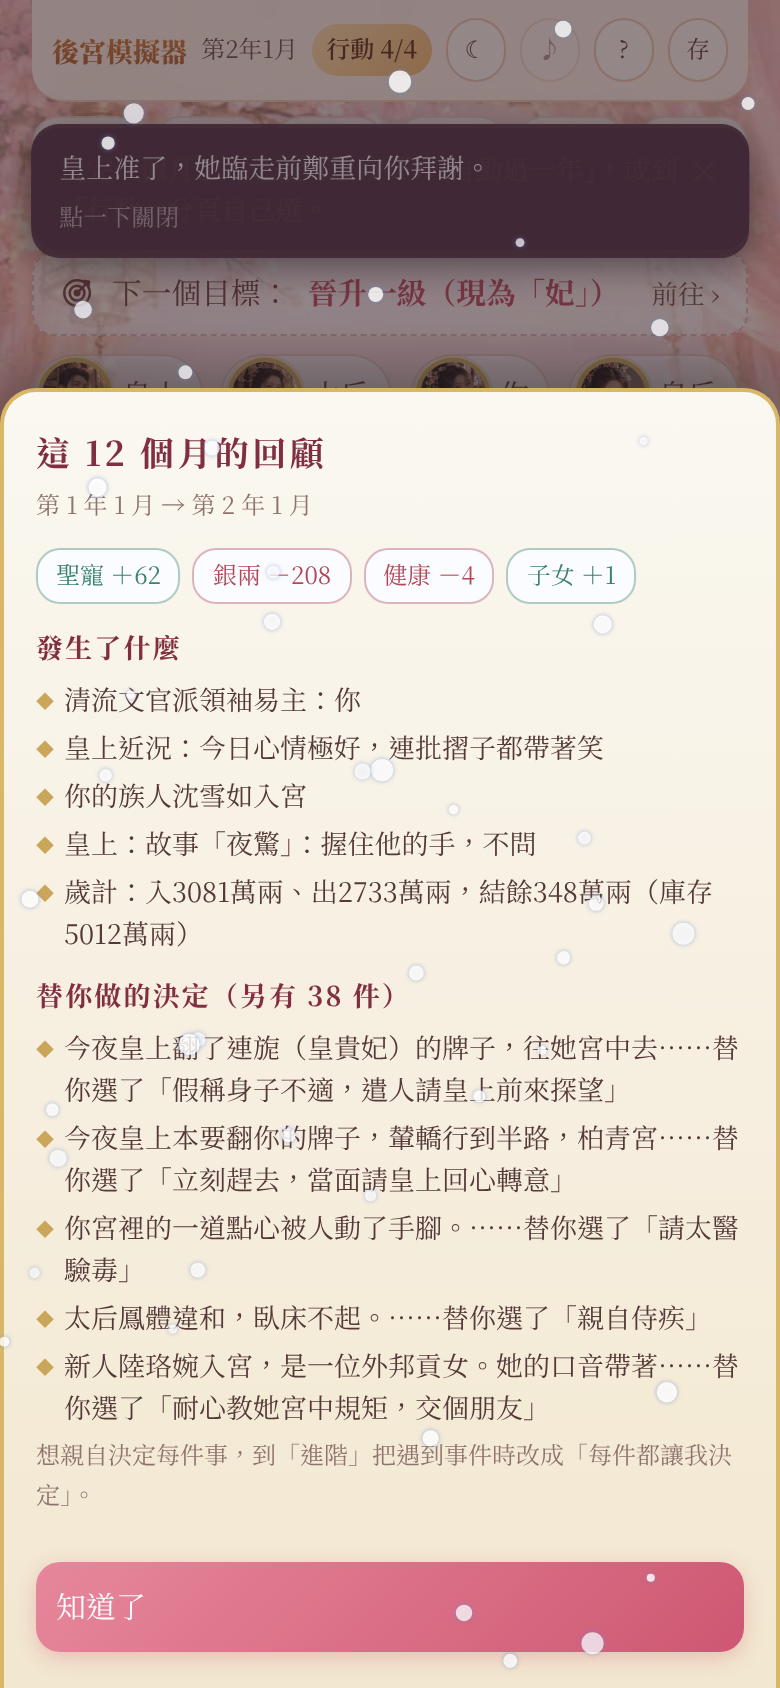 後宮模擬器 第2年1月 行動 4/4 ☾ ♪ ? 存
皇上准了，她臨走前鄭重向你拜謝。
點一下關閉
下一個目標： 晉升一級（現為「妃」） 前往 ›
這 12 個月的回顧
第 1 年 1 月 → 第 2 年 1 月
聖寵 ＋62 銀兩 －208 健康 －4 子女 ＋1
發生了什麼
◆ 清流文官派領袖易主：你
◆ 皇上近況：今日心情極好，連批摺子都帶著笑
◆ 你的族人沈雪如入宮
◆ 皇上：故事「夜驚」：握住他的手，不問
◆ 歲計：入3081萬兩、出2733萬兩，結餘348萬兩（庫存
5012萬兩）
替你做的決定（另有 38 件）
◆ 今夜皇上翻了連旎（皇貴妃）的牌子，往她宮中去⋯⋯替
你選了「假稱身子不適，遣人請皇上前來探望」
◆ 今夜皇上本要翻你的牌子，輦轎行到半路，柏青宮⋯⋯替
你選了「立刻趕去，當面請皇上回心轉意」
◆ 你宮裡的一道點心被人動了手腳。⋯⋯替你選了「請太醫
驗毒」
◆ 太后鳳體違和，臥床不起。⋯⋯替你選了「親自侍疾」
◆ 新人陸珞婉入宮，是一位外邦貢女。她的口音帶著⋯⋯替
你選了「耐心教她宮中規矩，交個朋友」
想親自決定每件事，到「進階」把遇到事件時改成「每件都讓我決
定」。
知道了